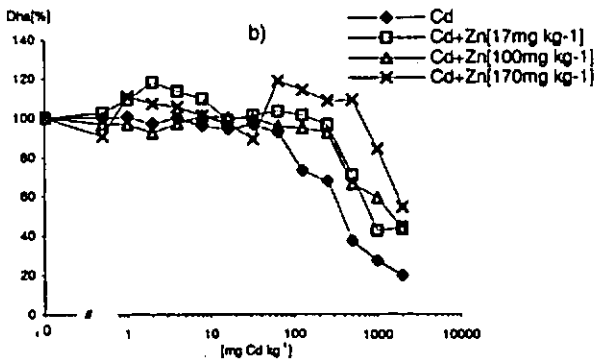 Dha[%]
b)
Cd
Cd+Zn[17mg kg-1]
Cd+Zn[100mg kg-1]
Cd+Zn[170mg kg-1)
140
120
100
80
60
40
20
0
0 // 1 10 100 1000 10000
[mg Cd kg⁻¹]